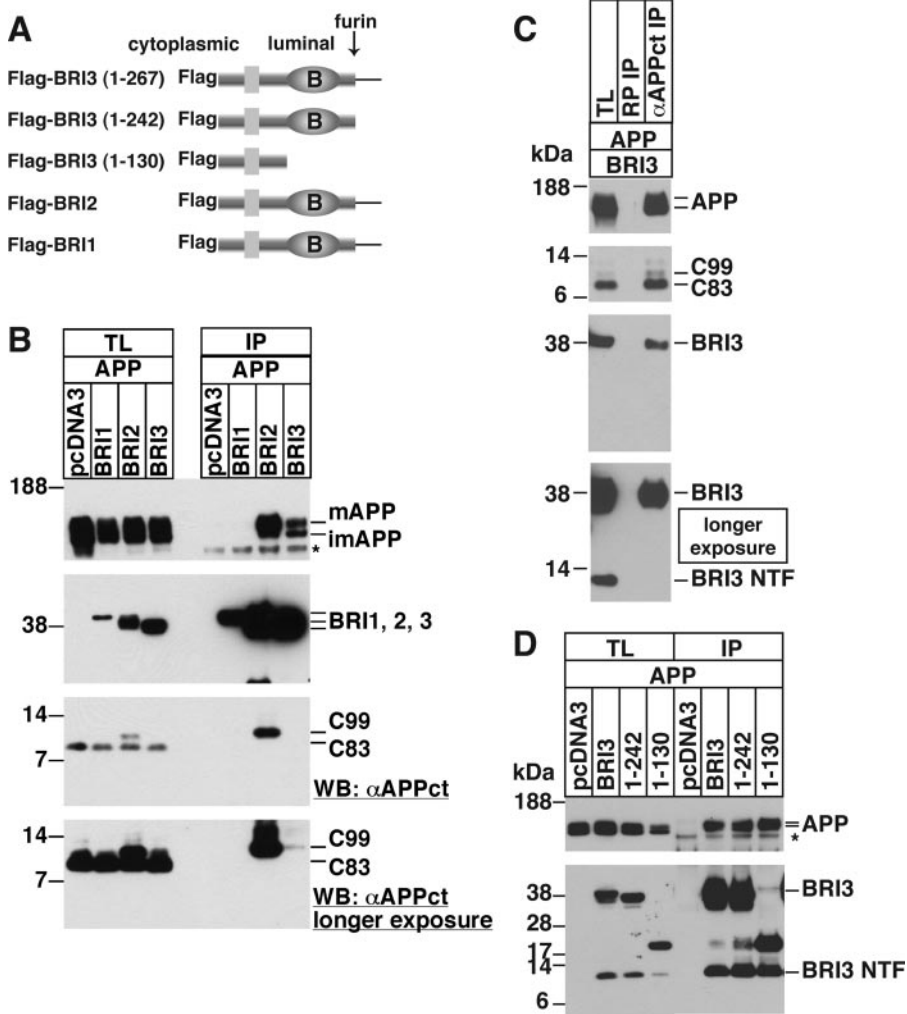 A
furin
cytoplasmic luminal
Flag-BRI3 (1-267) Flag B
Flag-BRI3 (1-242) Flag B
Flag-BRI3 (1-130) Flag
Flag-BRI2 Flag B
Flag-BRI1 Flag B
B
TL IP
APP APP
pcDNA3 BRI1 BRI2 BRI3 pcDNA3 BRI1 BRI2 BRI3
188
mAPP
imAPP
*
38 BRI1, 2, 3
14
C99
C83
7
WB: αAPPct
14
C99
C83
7
WB: αAPPct
longer exposure
C
TL RP IP αAPPct IP
APP
kDa BRI3
188
APP
14
C99
C83
6
38 BRI3
38 BRI3
longer
exposure
14
BRI3 NTF
D
TL IP
APP
pcDNA3 BRI3 1-242 1-130 pcDNA3 BRI3 1-242 1-130
kDa
188
APP
*
38 BRI3
28
17
14 BRI3 NTF
6